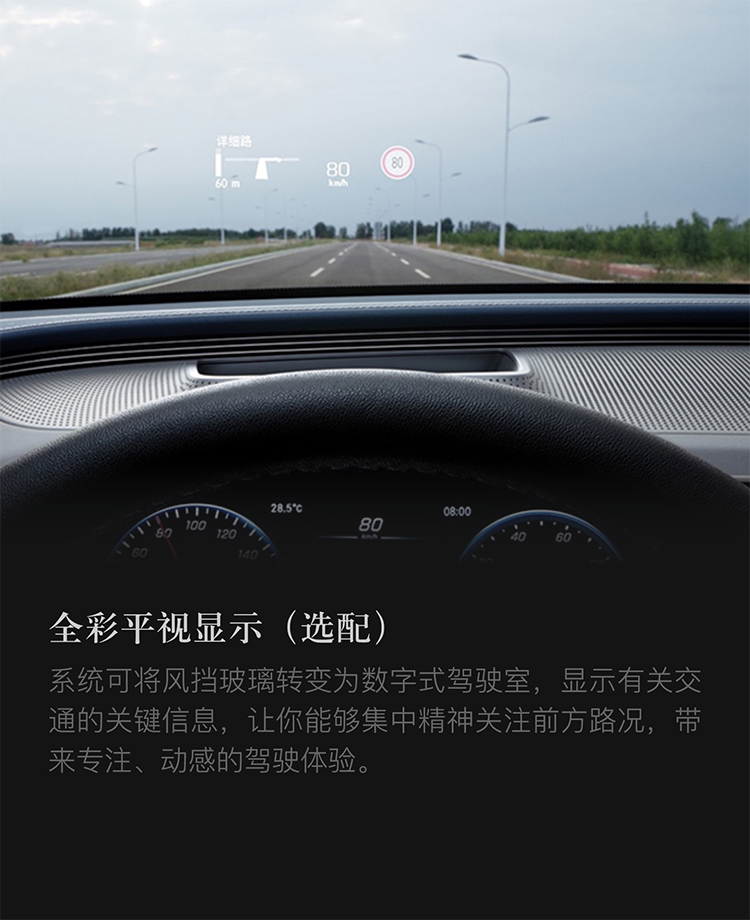 详细路
60 m
80
km/h
80
28.5°C
08:00
60
80
100
120
140
80
km/h
40
60
全彩平视显示（选配）
系统可将风挡玻璃转变为数字式驾驶室，显示有关交
通的关键信息，让你能够集中精神关注前方路况，带
来专注、动感的驾驶体验。